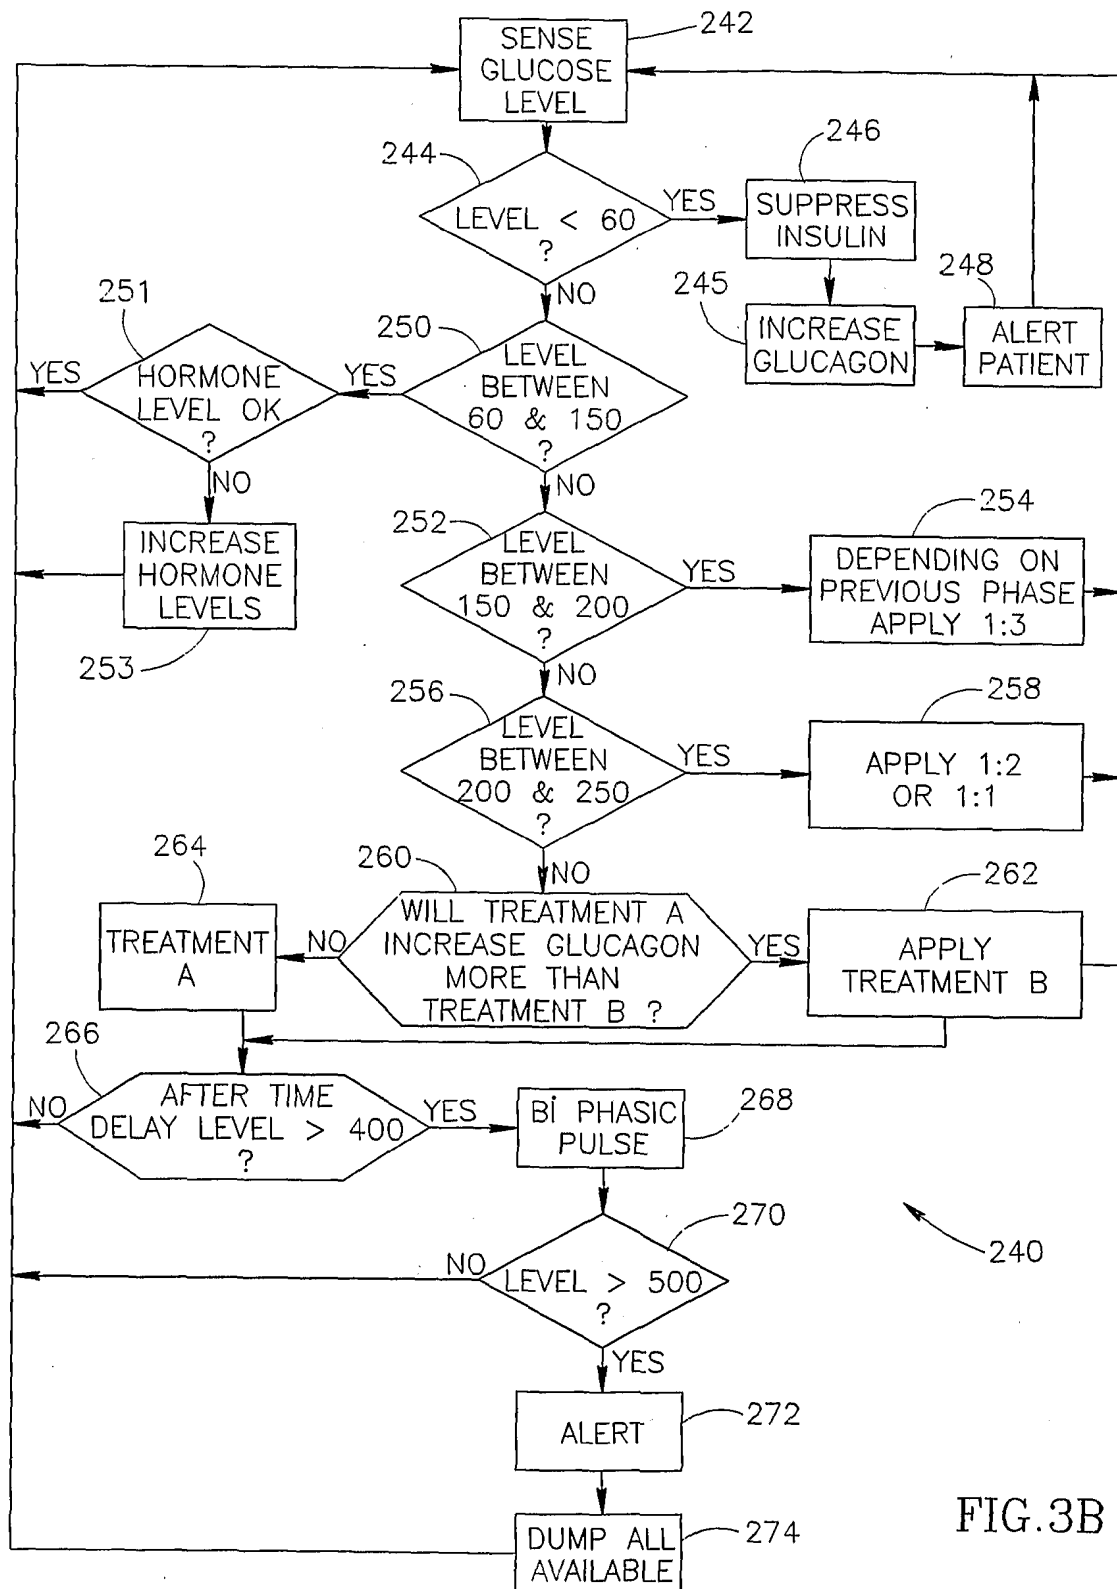 242
SENSE
GLUCOSE
LEVEL
244
LEVEL < 60
?
YES
NO
246
SUPPRESS
INSULIN
245
INCREASE
GLUCAGON
248
ALERT
PATIENT
251
HORMONE
LEVEL OK
?
YES
NO
250
LEVEL
BETWEEN
60 & 150
?
YES
NO
INCREASE
HORMONE
LEVELS
253
252
LEVEL
BETWEEN
150 & 200
?
YES
NO
254
DEPENDING ON
PREVIOUS PHASE
APPLY 1:3
256
LEVEL
BETWEEN
200 & 250
?
YES
NO
258
APPLY 1:2
OR 1:1
264
TREATMENT
A
260
WILL TREATMENT A
INCREASE GLUCAGON
MORE THAN
TREATMENT B ?
NO
YES
262
APPLY
TREATMENT B
266
AFTER TIME
DELAY LEVEL > 400
?
NO
YES
268
Bi PHASIC
PULSE
270
LEVEL > 500
?
NO
YES
240
272
ALERT
274
DUMP ALL
AVAILABLE
FIG.3B